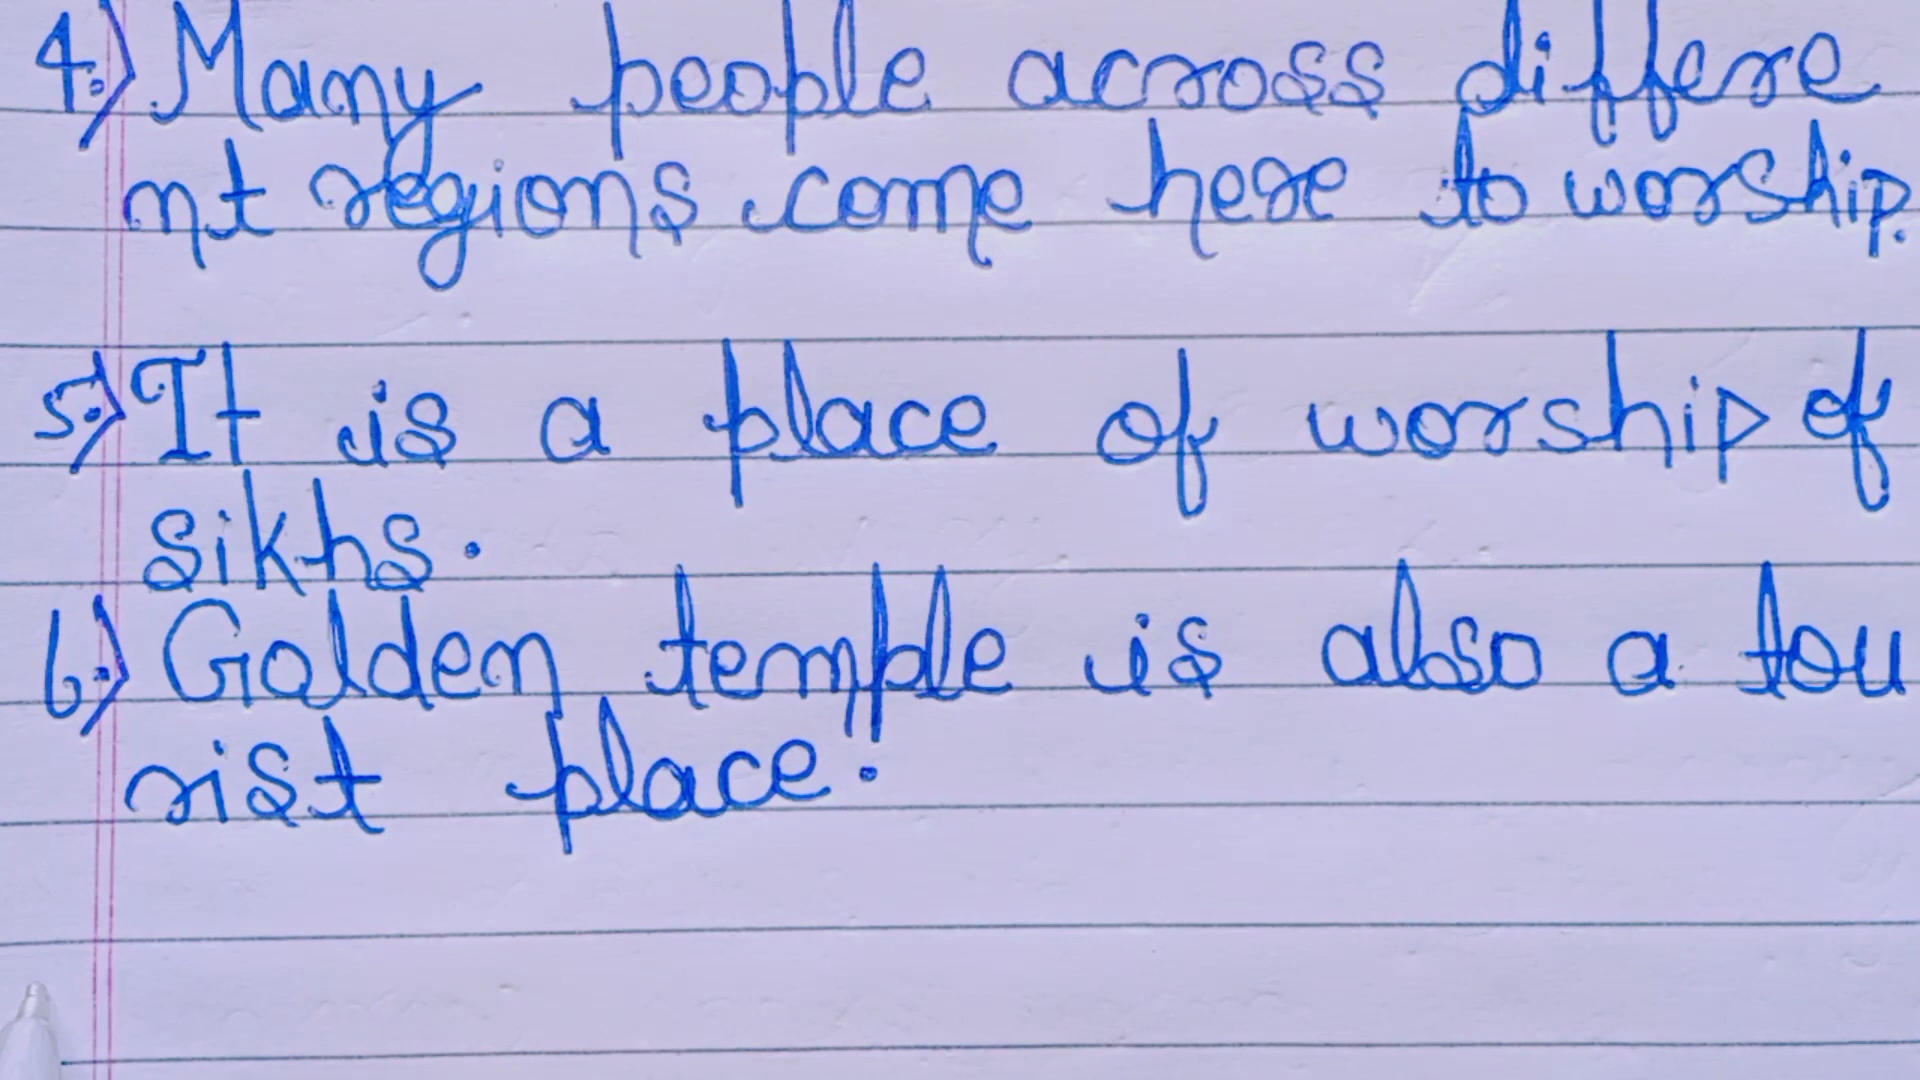 4.) Many people across differe
nt regions come here to worship.
5.) It is a place of worship of
sikhs.
6.) Golden temple is also a tou
rist place.